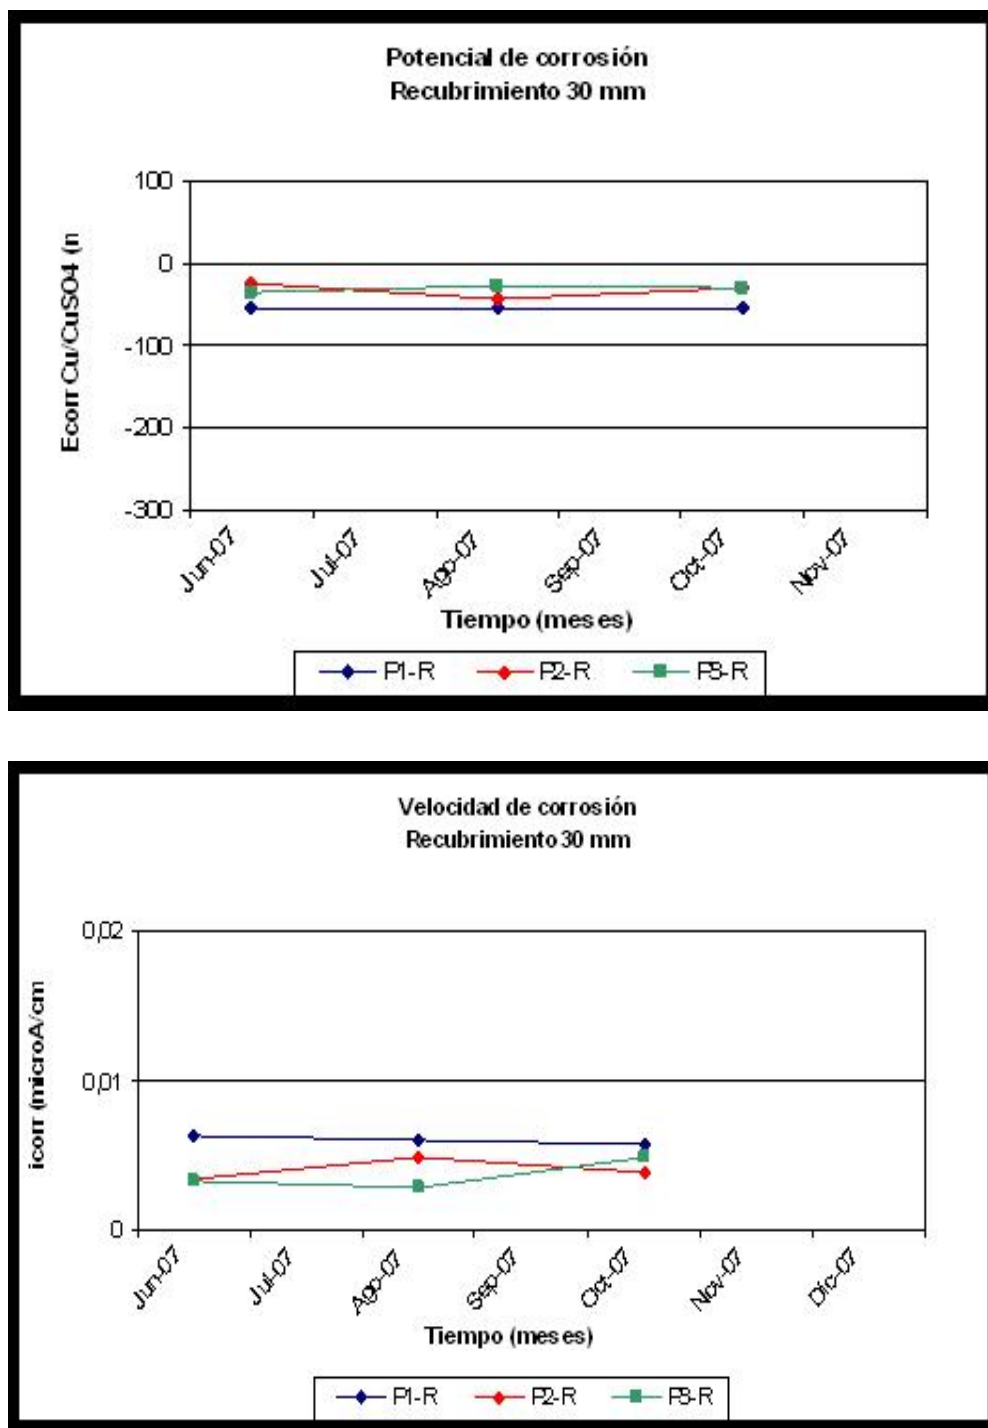 Potencial de corrosión
Recubrimiento 30 mm
Ecorr Cu/CuSO4 (n
100
0
-100
-200
-300
Jun-07 Jul-07 Ago-07 Sep-07 Oct-07 Nov-07
Tiempo (meses)
P1-R P2-R P3-R
Velocidad de corrosión
Recubrimiento 30 mm
icorr (microA/cm
0,02
0,01
0
Jun-07 Jul-07 Ago-07 Sep-07 Oct-07 Nov-07 Dic-07
Tiempo (meses)
P1-R P2-R P3-R